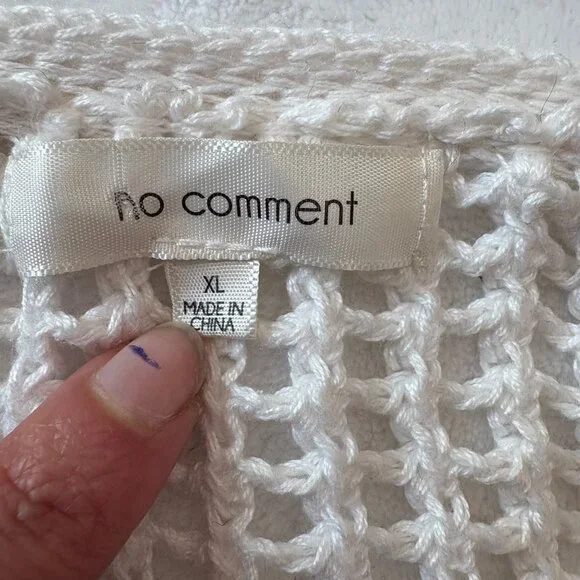 no comment
XL
MADE IN
CHINA